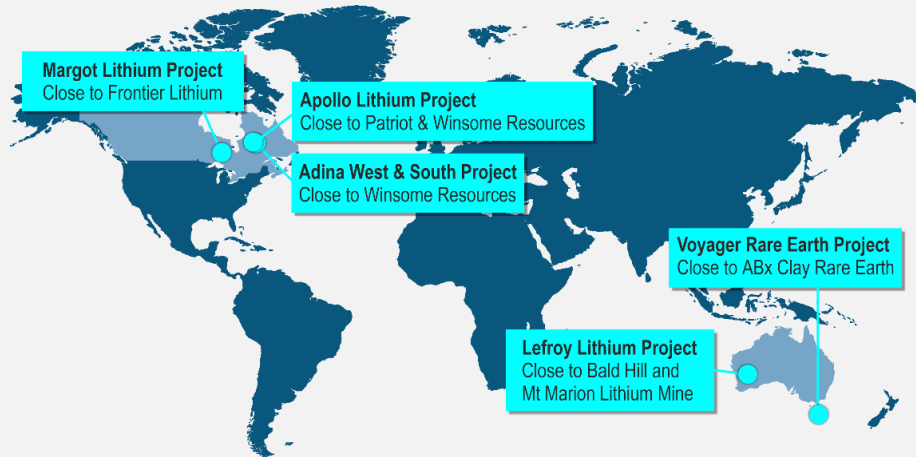 Margot Lithium Project
Close to Frontier Lithium
Apollo Lithium Project
Close to Patriot & Winsome Resources
Adina West & South Project
Close to Winsome Resources
Voyager Rare Earth Project
Close to ABx Clay Rare Earth
Lefroy Lithium Project
Close to Bald Hill and
Mt Marion Lithium Mine